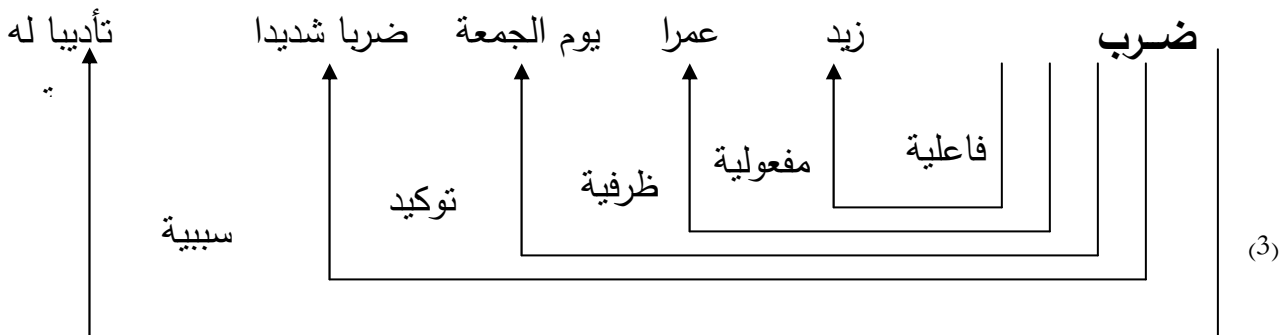 ضرب زيد عمرا يوم الجمعة ضربا شديدا تأديبا له
فاعلية
مفعولية
ظرفية
توكيد
سببية
(3)